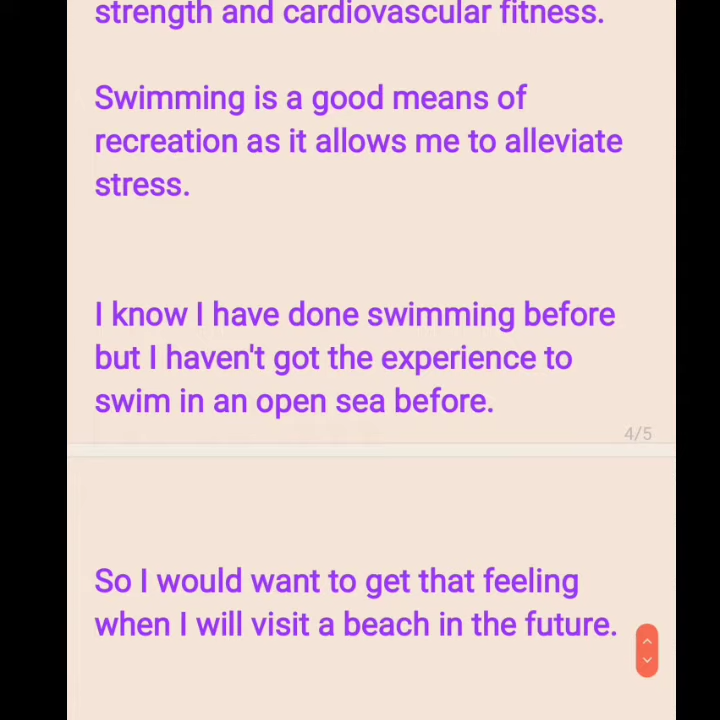 strength and cardiovascular fitness.
Swimming is a good means of
recreation as it allows me to alleviate
stress.
I know I have done swimming before
but I haven't got the experience to
swim in an open sea before.
4/5
So I would want to get that feeling
when I will visit a beach in the future.